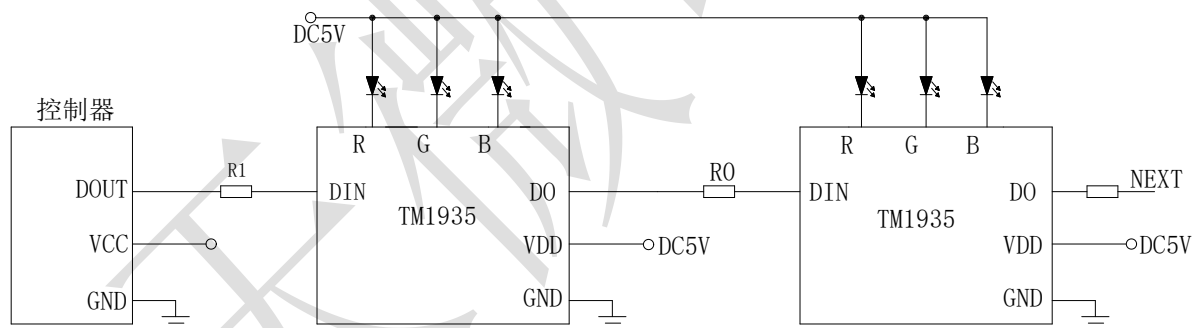 DC5V
控制器
R G B
R G B
DOUT R1 DIN DO R0 DIN DO NEXT
TM1935 TM1935
VCC VDD DC5V VDD DC5V
GND GND GND